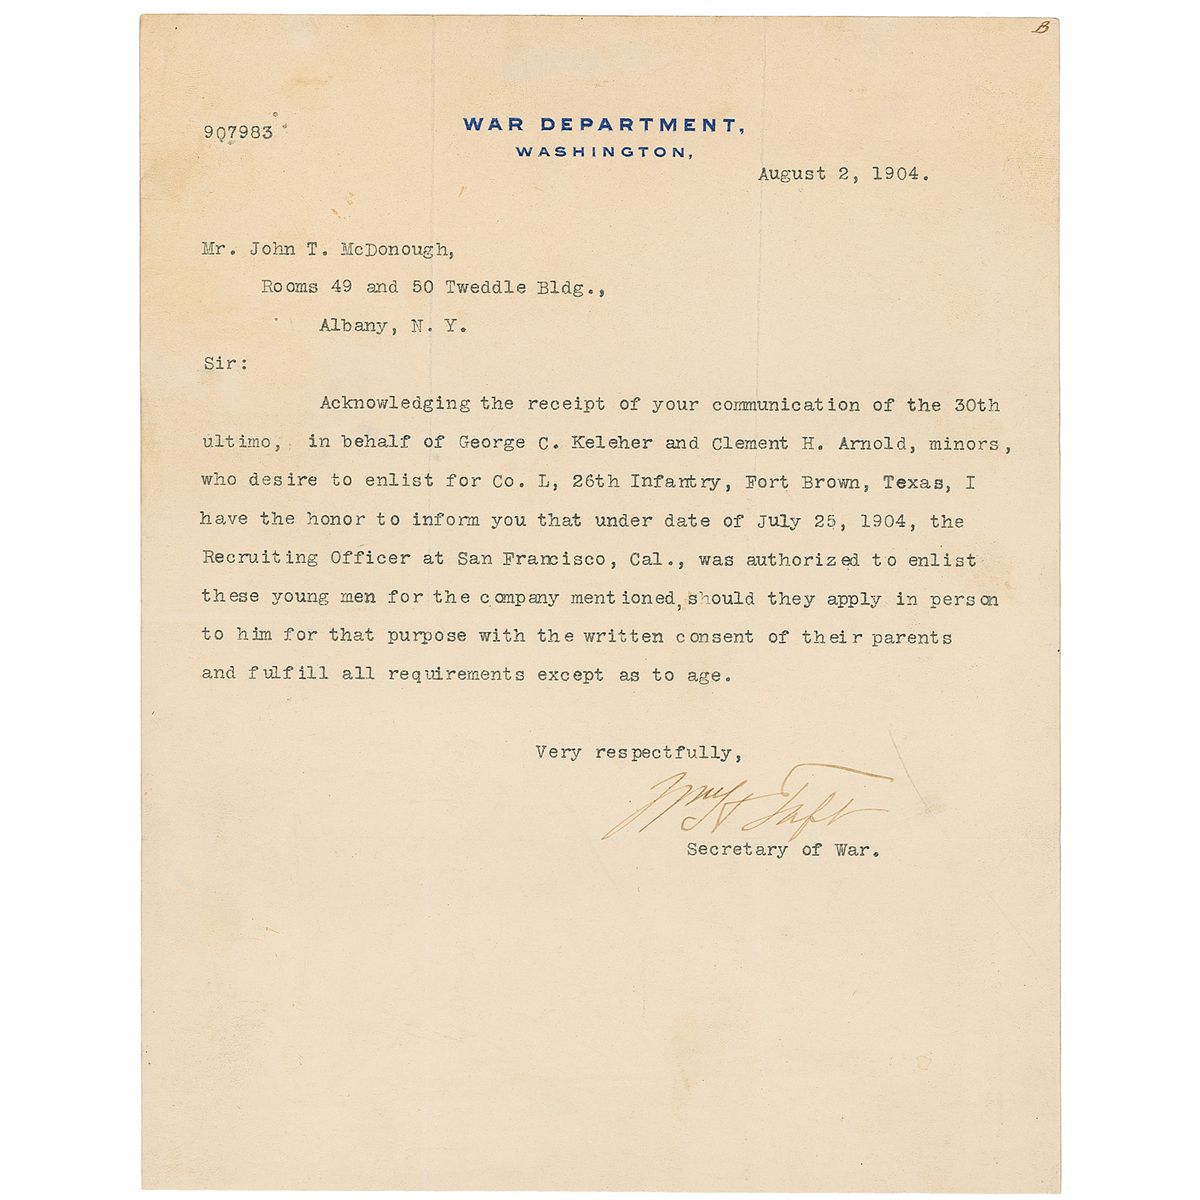 B
907983
WAR DEPARTMENT,
WASHINGTON,
August 2, 1904.
Mr. John T. McDonough,
Rooms 49 and 50 Tweddle Bldg.,
Albany, N. Y.
Sir:
Acknowledging the receipt of your communication of the 30th
ultimo, in behalf of George C. Keleher and Clement H. Arnold, minors,
who desire to enlist for Co. L, 26th Infantry, Fort Brown, Texas, I
have the honor to inform you that under date of July 25, 1904, the
Recruiting Officer at San Francisco, Cal., was authorized to enlist
these young men for the company mentioned, should they apply in person
to him for that purpose with the written consent of their parents
and fulfill all requirements except as to age.
Very respectfully,
Wm H Taft
Secretary of War.